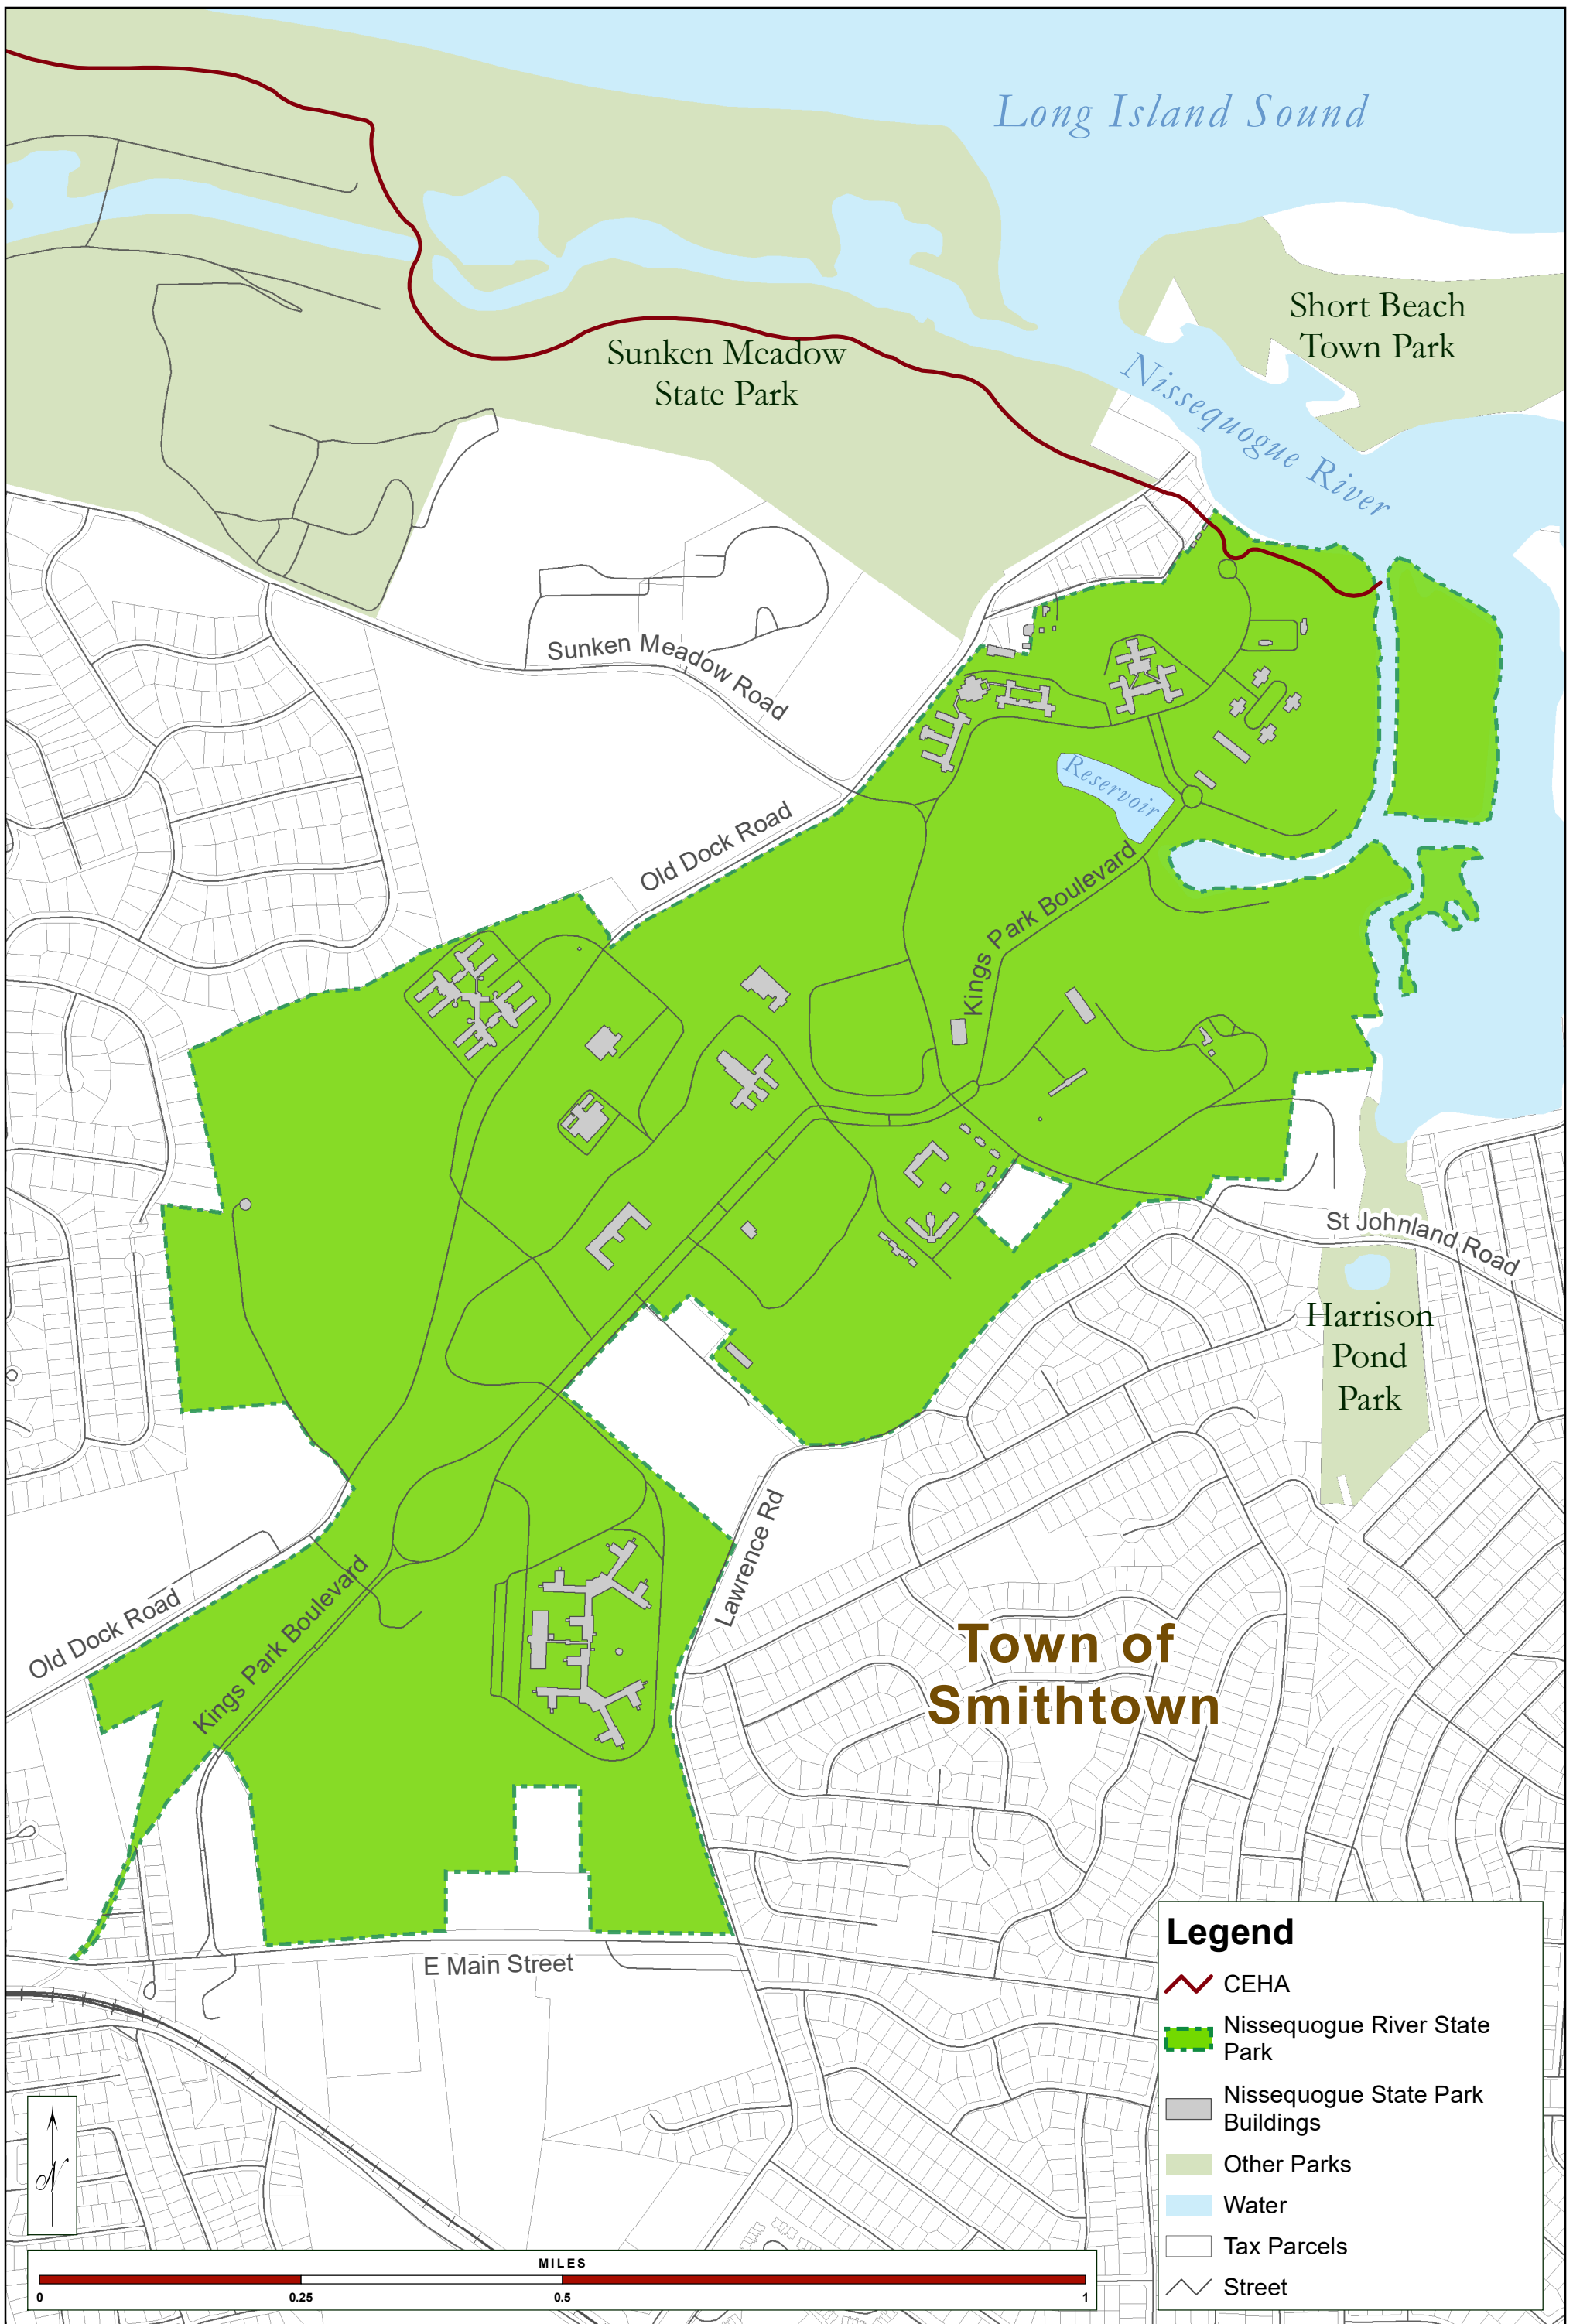 Long Island Sound
Short Beach
Town Park
Nissequogue River
Sunken Meadow
State Park
Sunken Meadow Road
Reservoir
Old Dock Road
Kings Park Boulevard
St Johnland Road
Harrison
Pond
Park
Lawrence Rd
Old Dock Road
Kings Park Boulevard
Town of
Smithtown
E Main Street
Legend
CEHA
Nissequogue River State
Park
Nissequogue State Park
Buildings
Other Parks
Water
Tax Parcels
Street
N
MILES
0 0.25 0.5 1